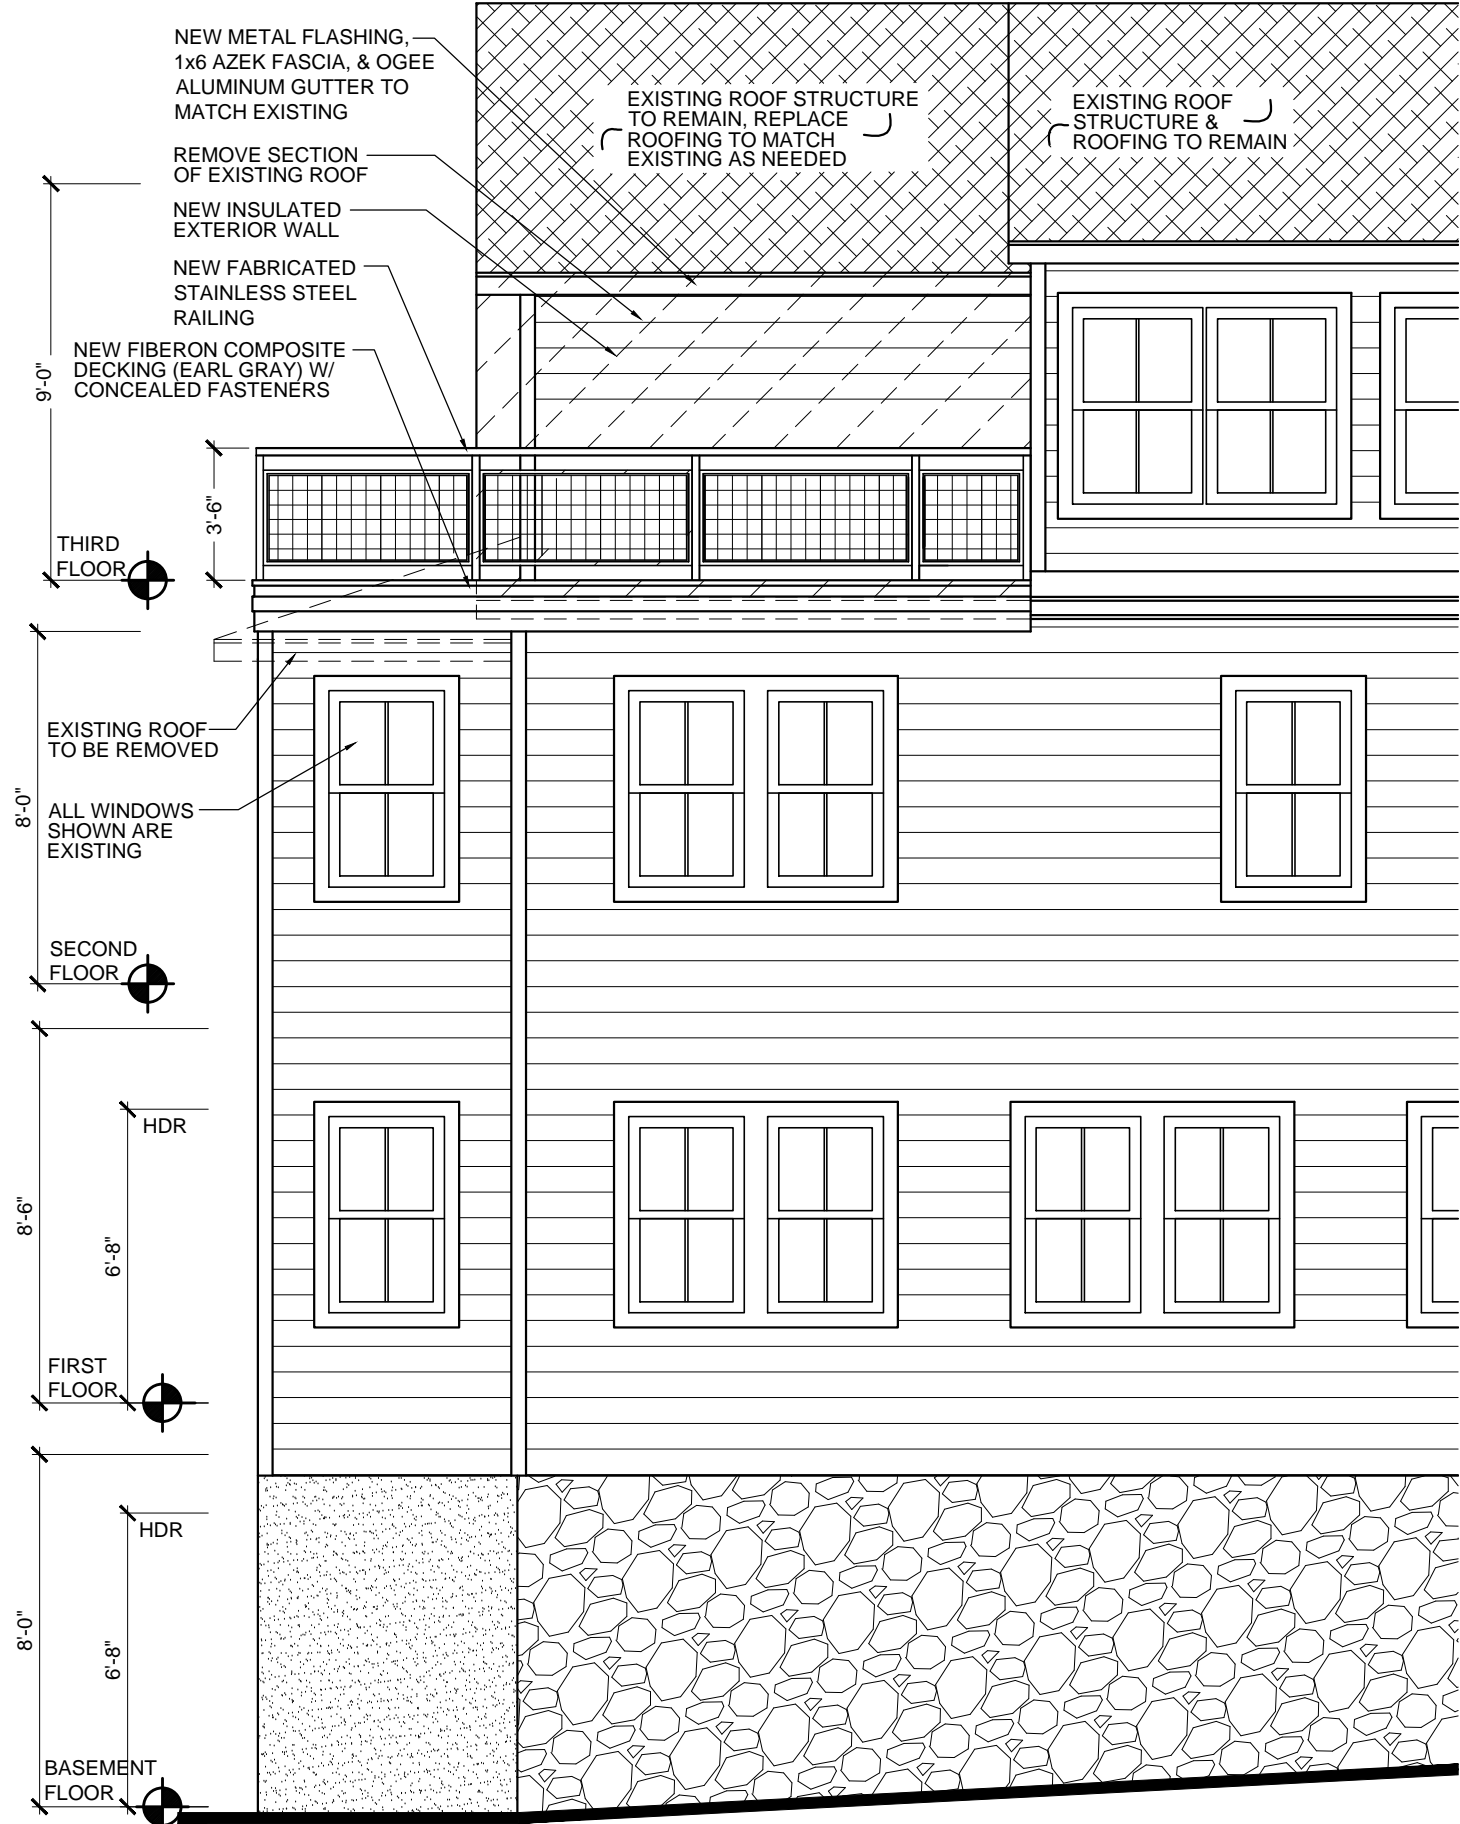 NEW METAL FLASHING,
1x6 AZEK FASCIA, & OGEE
ALUMINUM GUTTER TO
MATCH EXISTING
EXISTING ROOF STRUCTURE
TO REMAIN, REPLACE
ROOFING TO MATCH
EXISTING AS NEEDED
EXISTING ROOF
STRUCTURE &
ROOFING TO REMAIN
REMOVE SECTION
OF EXISTING ROOF
NEW INSULATED
EXTERIOR WALL
NEW FABRICATED
STAINLESS STEEL
RAILING
NEW FIBERON COMPOSITE
DECKING (EARL GRAY) W/
CONCEALED FASTENERS
9'-0"
3'-6"
THIRD
FLOOR
EXISTING ROOF
TO BE REMOVED
8'-0"
ALL WINDOWS
SHOWN ARE
EXISTING
SECOND
FLOOR
HDR
8'-6"
6'-8"
FIRST
FLOOR
HDR
8'-0"
6'-8"
BASEMENT
FLOOR